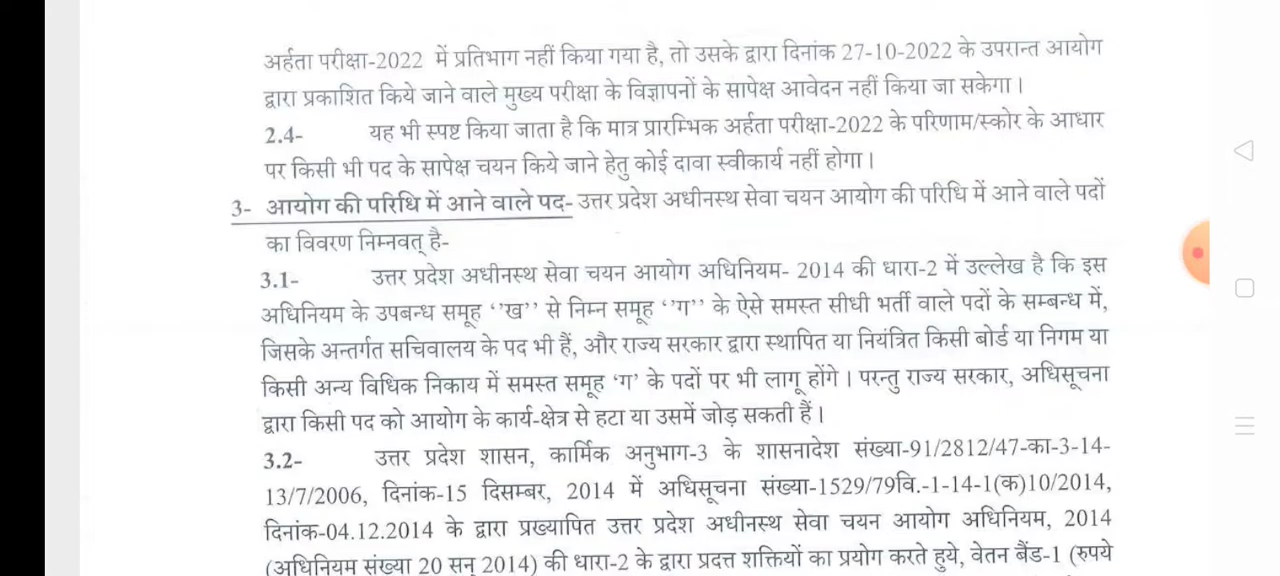 अर्हता परीक्षा-2022 में प्रतिभाग नहीं किया गया है, तो उसके द्वारा दिनांक 27-10-2022 के उपरान्त आयोग
द्वारा प्रकाशित किये जाने वाले मुख्य परीक्षा के विज्ञापनों के सापेक्ष आवेदन नहीं किया जा सकेगा।
2.4- यह भी स्पष्ट किया जाता है कि मात्र प्रारम्भिक अर्हता परीक्षा-2022 के परिणाम/स्कोर के आधार
पर किसी भी पद के सापेक्ष चयन किये जाने हेतु कोई दावा स्वीकार्य नहीं होगा।
3- आयोग की परिधि में आने वाले पद- उत्तर प्रदेश अधीनस्थ सेवा चयन आयोग की परिधि में आने वाले पदों
का विवरण निम्नवत् है-
3.1- उत्तर प्रदेश अधीनस्थ सेवा चयन आयोग अधिनियम- 2014 की धारा-2 में उल्लेख है कि इस
अधिनियम के उपबन्ध समूह ‘'ख’' से निम्न समूह ‘'ग’' के ऐसे समस्त सीधी भर्ती वाले पदों के सम्बन्ध में,
जिसके अन्तर्गत सचिवालय के पद भी हैं, और राज्य सरकार द्वारा स्थापित या नियंत्रित किसी बोर्ड या निगम या
किसी अन्य विधिक निकाय में समस्त समूह 'ग' के पदों पर भी लागू होंगे। परन्तु राज्य सरकार, अधिसूचना
द्वारा किसी पद को आयोग के कार्य-क्षेत्र से हटा या उसमें जोड़ सकती हैं।
3.2- उत्तर प्रदेश शासन, कार्मिक अनुभाग-3 के शासनादेश संख्या-91/2812/47-का-3-14-
13/7/2006, दिनांक-15 दिसम्बर, 2014 में अधिसूचना संख्या-1529/79वि.-1-14-1(क)10/2014,
दिनांक-04.12.2014 के द्वारा प्रख्यापित उत्तर प्रदेश अधीनस्थ सेवा चयन आयोग अधिनियम, 2014
(अधिनियम संख्या 20 सन् 2014) की धारा-2 के द्वारा प्रदत्त शक्तियों का प्रयोग करते हुये, वेतन बैंड-1 (रुपये